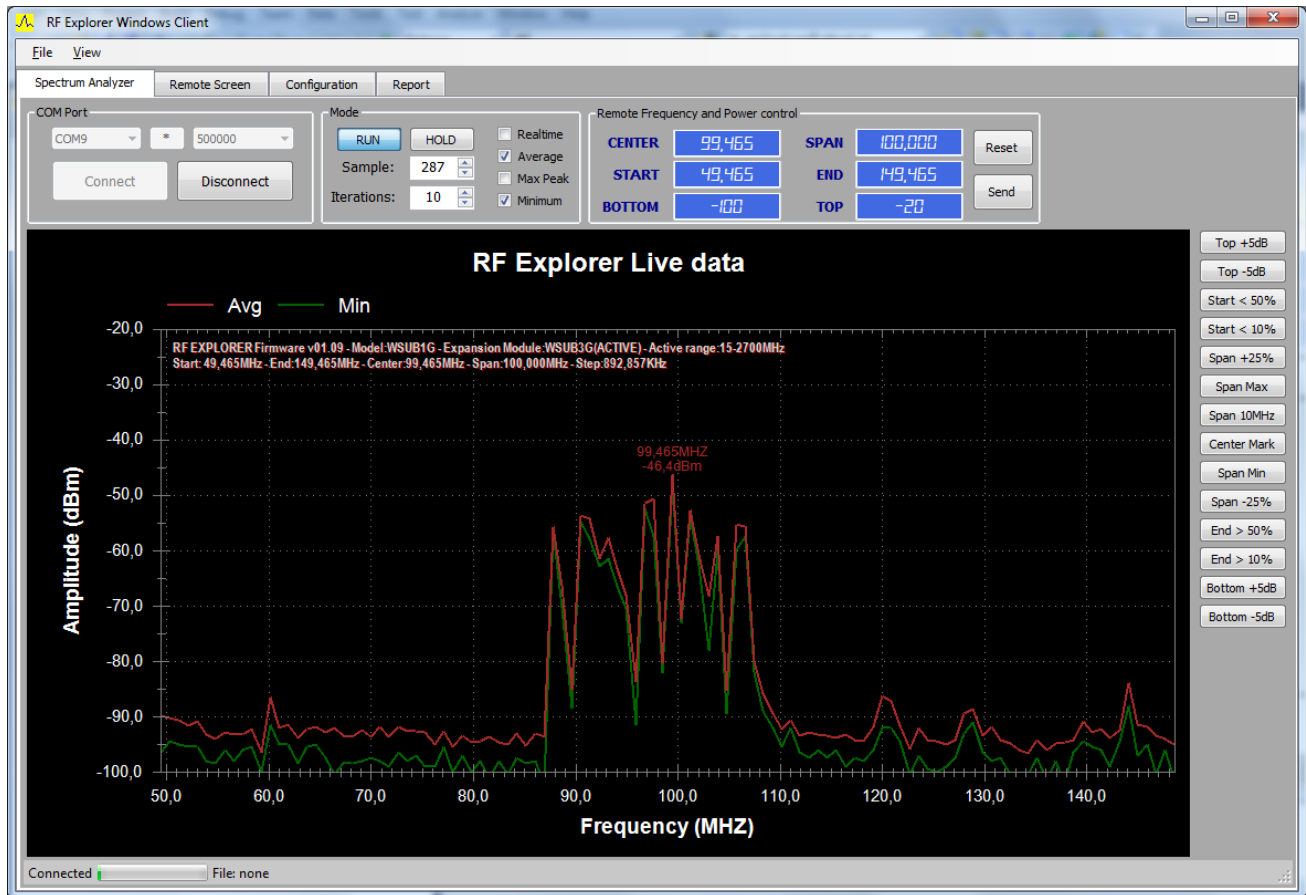 RF Explorer Windows Client
File View
Spectrum Analyzer Remote Screen Configuration Report
COM Port
COM9 * 500000
Connect Disconnect
Mode
RUN HOLD
Sample: 287
Iterations: 10
Realtime
Average
Max Peak
Minimum
Remote Frequency and Power control
CENTER 99,465 SPAN 100,000
START 49,465 END 149,465
BOTTOM -100 TOP -20
Reset
Send
RF Explorer Live data
Avg Min
RF EXPLORER Firmware v01.09 - Model:WSUB1G - Expansion Module:WSUB3G(ACTIVE) - Active range:15-2700MHz
Start: 49,465MHz - End:149,465MHz - Center:99,465MHz - Span:100,000MHz - Step:892,857KHz
99,465MHZ
-46,4dBm
Amplitude (dBm)
-20,0
-30,0
-40,0
-50,0
-60,0
-70,0
-80,0
-90,0
-100,0
50,0 60,0 70,0 80,0 90,0 100,0 110,0 120,0 130,0 140,0
Frequency (MHZ)
Top +5dB
Top -5dB
Start < 50%
Start < 10%
Span +25%
Span Max
Span 10MHz
Center Mark
Span Min
Span -25%
End > 50%
End > 10%
Bottom +5dB
Bottom -5dB
Connected File: none